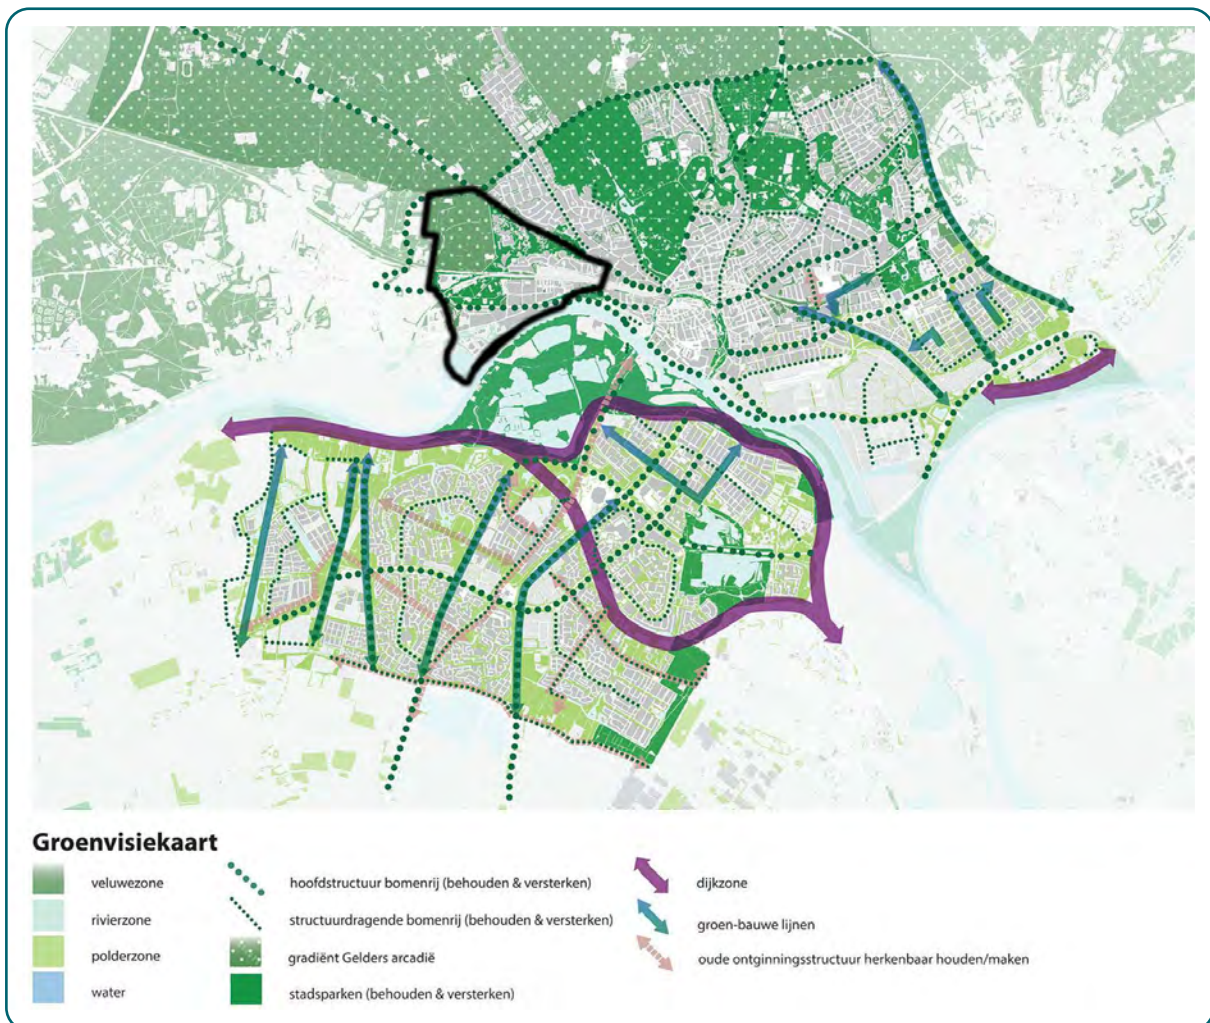 Groenvisiekaart
veluwezone
rivierzone
polderzone
water
hoofdstructuur bomenrij (behouden & versterken)
structuurdragende bomenrij (behouden & versterken)
gradiënt Gelders arcadië
stadsparken (behouden & versterken)
dijkzone
groen-bauwe lijnen
oude ontginningsstructuur herkenbaar houden/maken